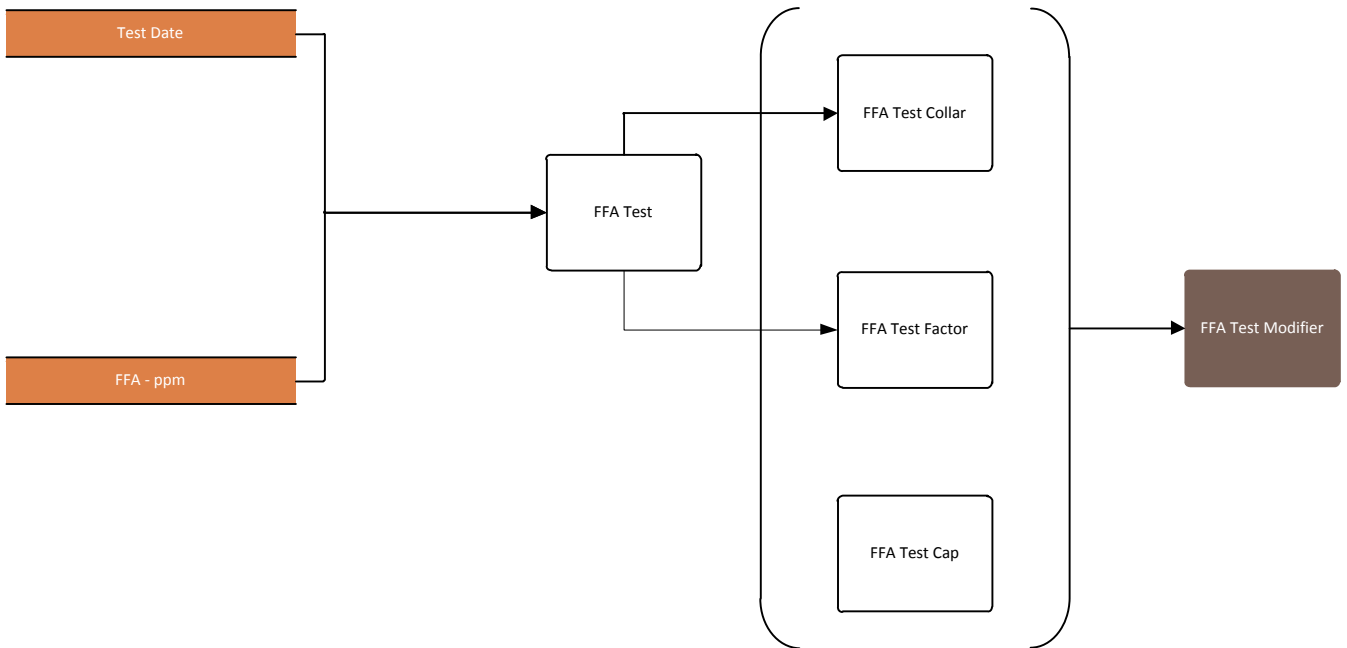 Test Date
FFA Test Collar
FFA Test
FFA Test Factor
FFA Test Modifier
FFA - ppm
FFA Test Cap